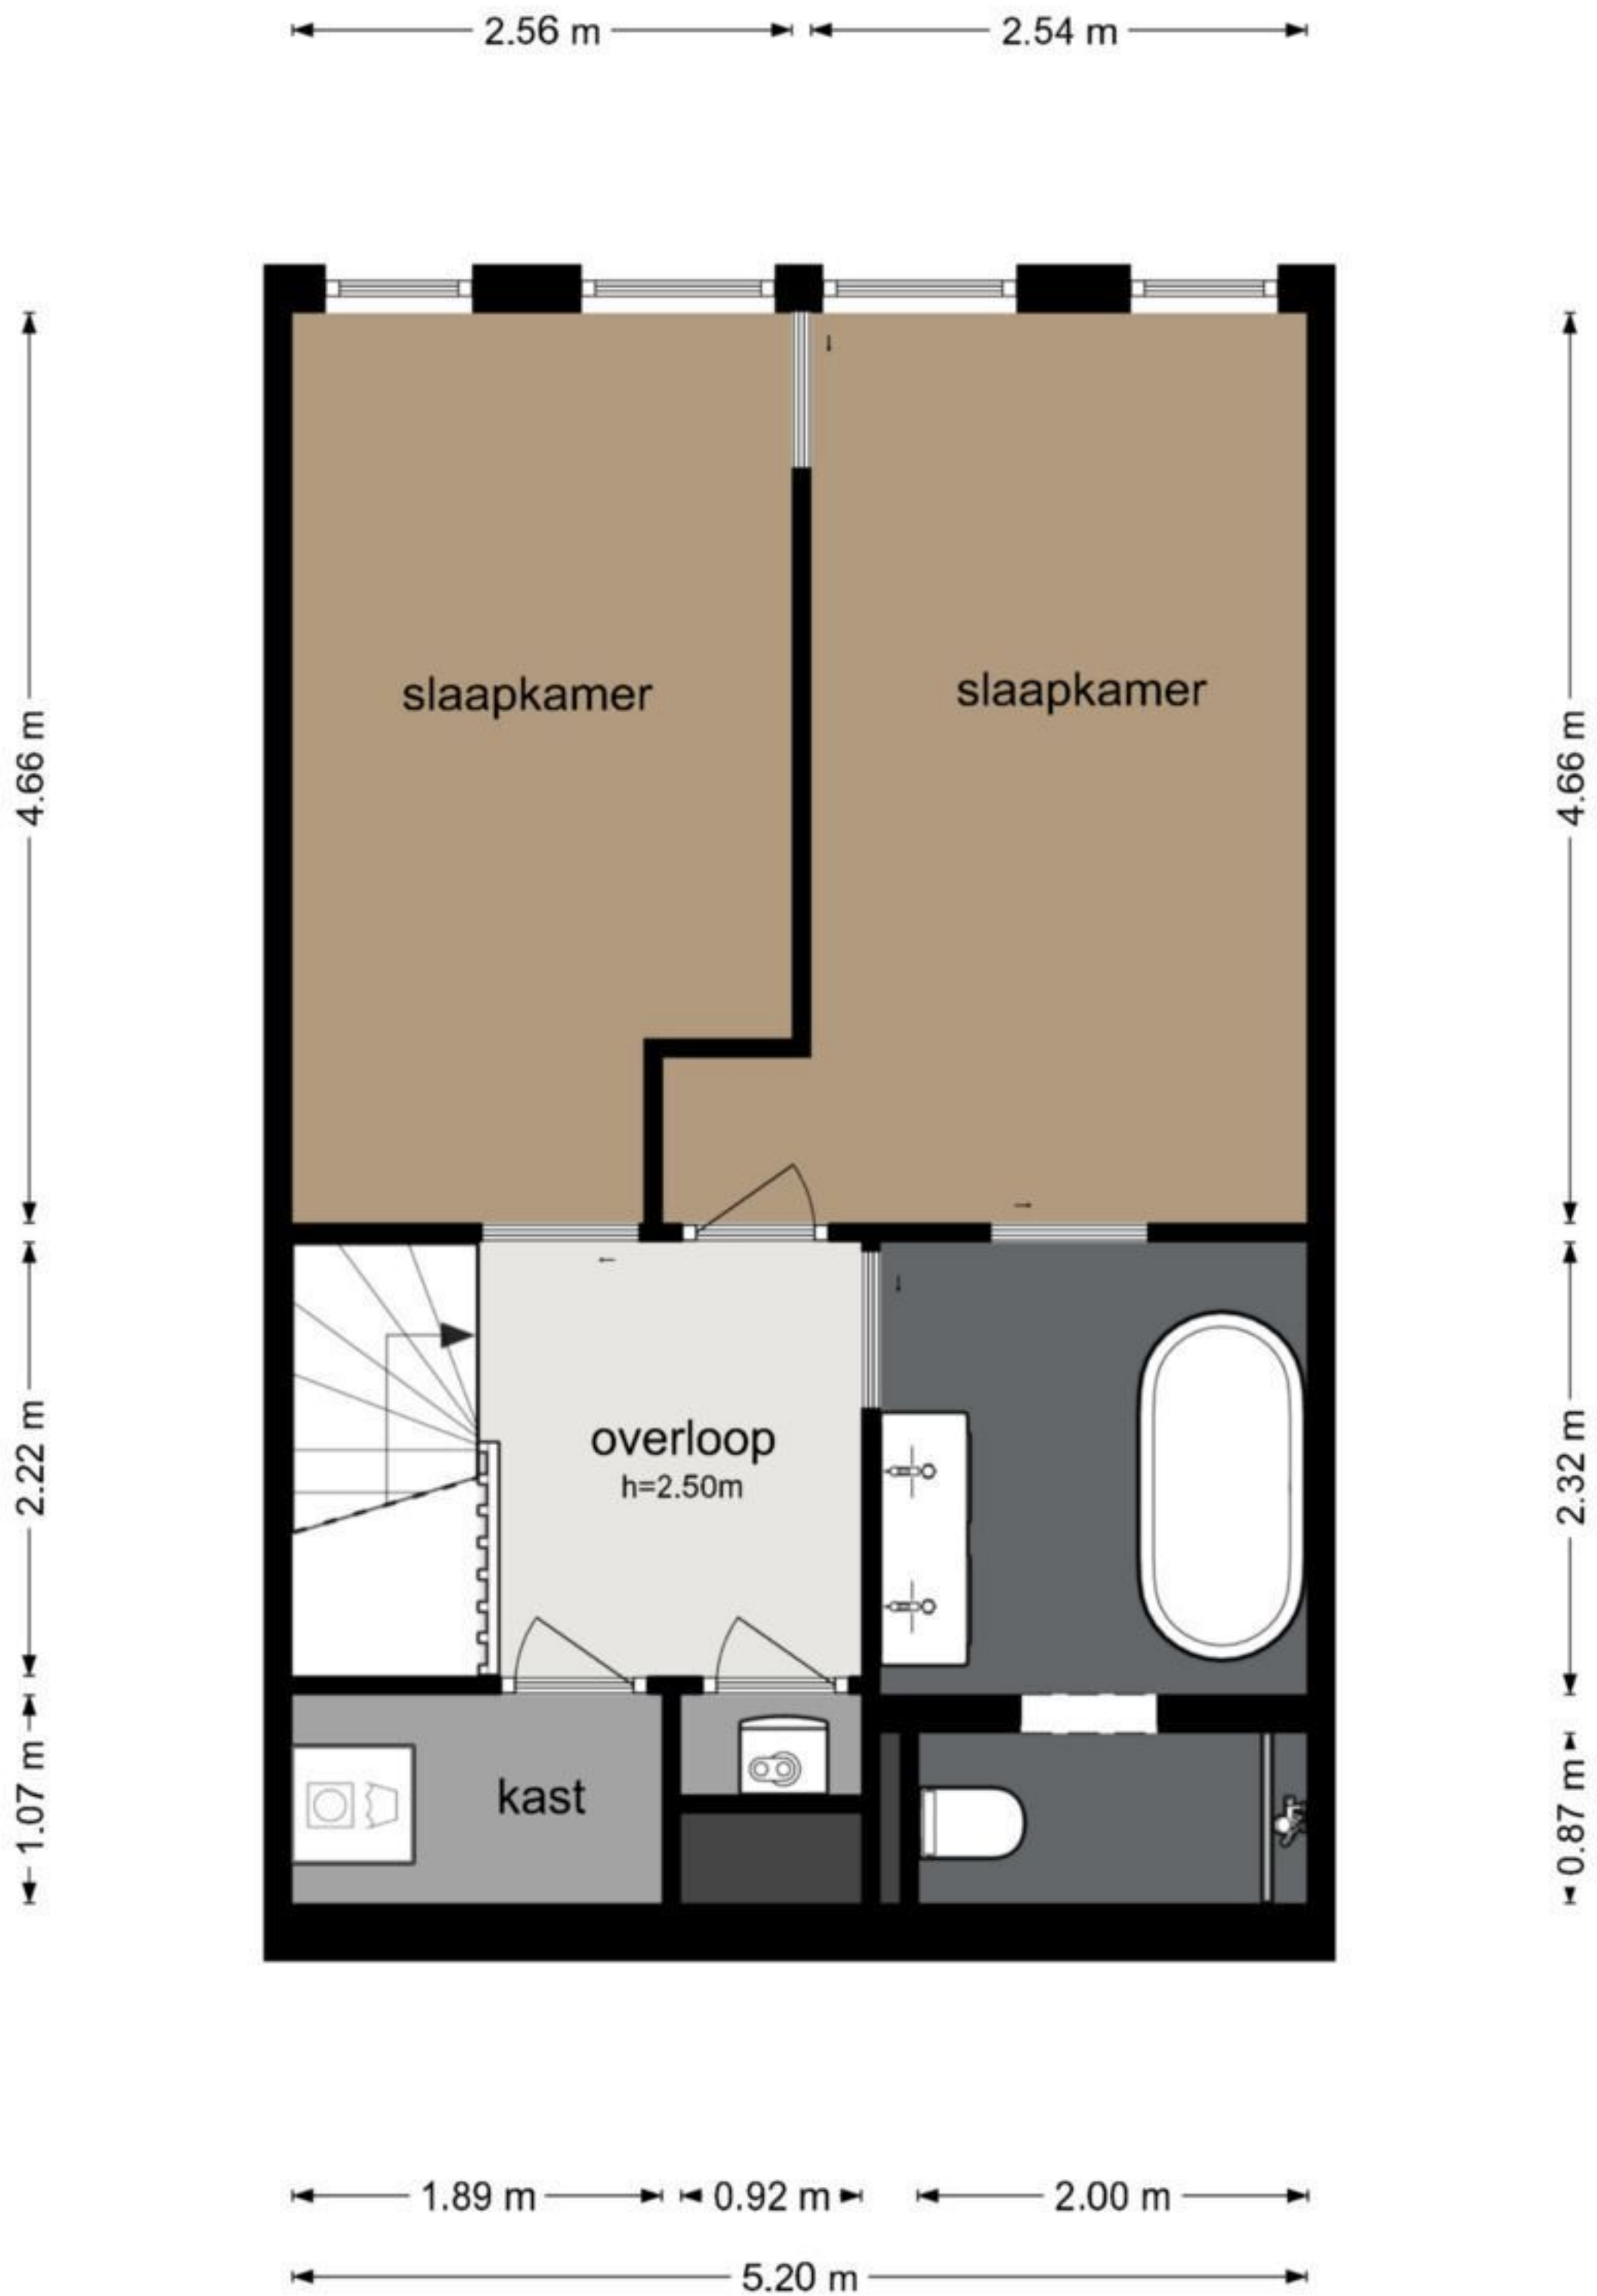 2.56 m
2.54 m
4.66 m
4.66 m
slaapkamer
slaapkamer
2.22 m
overloop
h=2.50m
2.32 m
1.07 m
kast
0.87 m
1.89 m
0.92 m
2.00 m
5.20 m